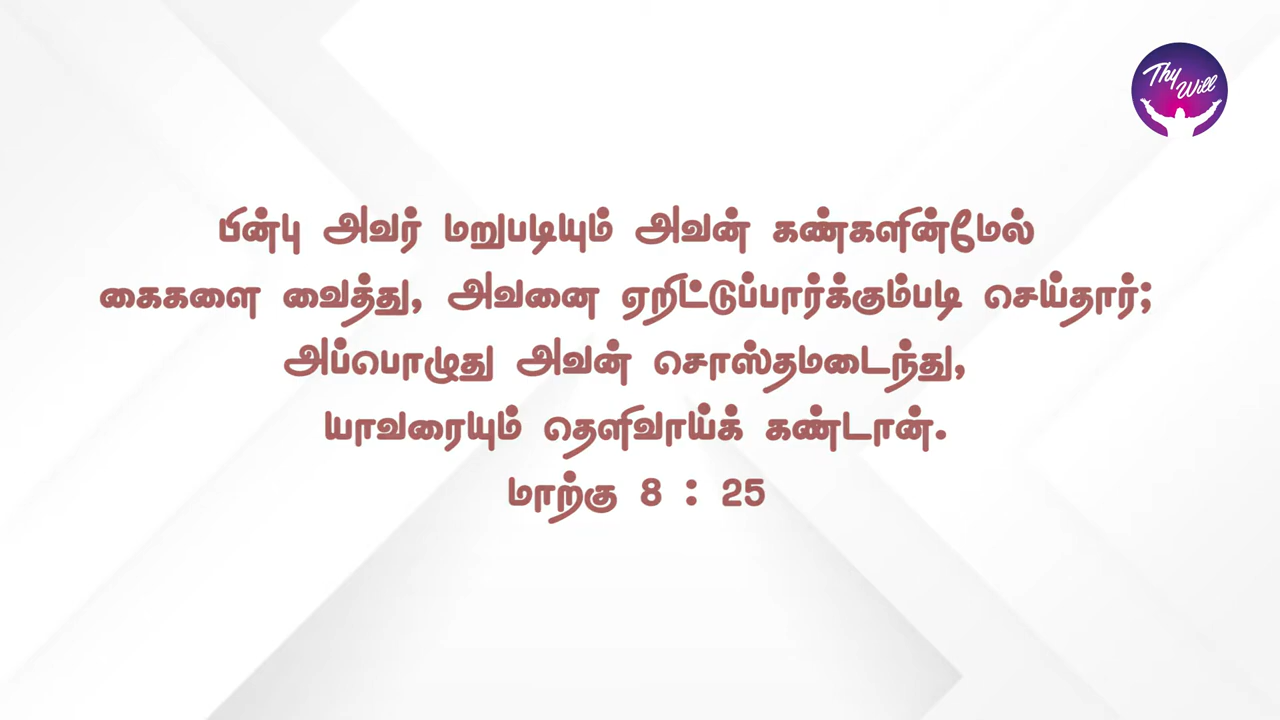 Thy Will
பின்பு அவர் மறுபடியும் அவன் கண்களின்மேல்
கைகளை வைத்து, அவனை ஏறிட்டுப்பார்க்கும்படி செய்தார்;
அப்பொழுது அவன் சொஸ்தமடைந்து,
யாவரையும் தெளிவாய்க் கண்டான்.
மாற்கு 8 : 25